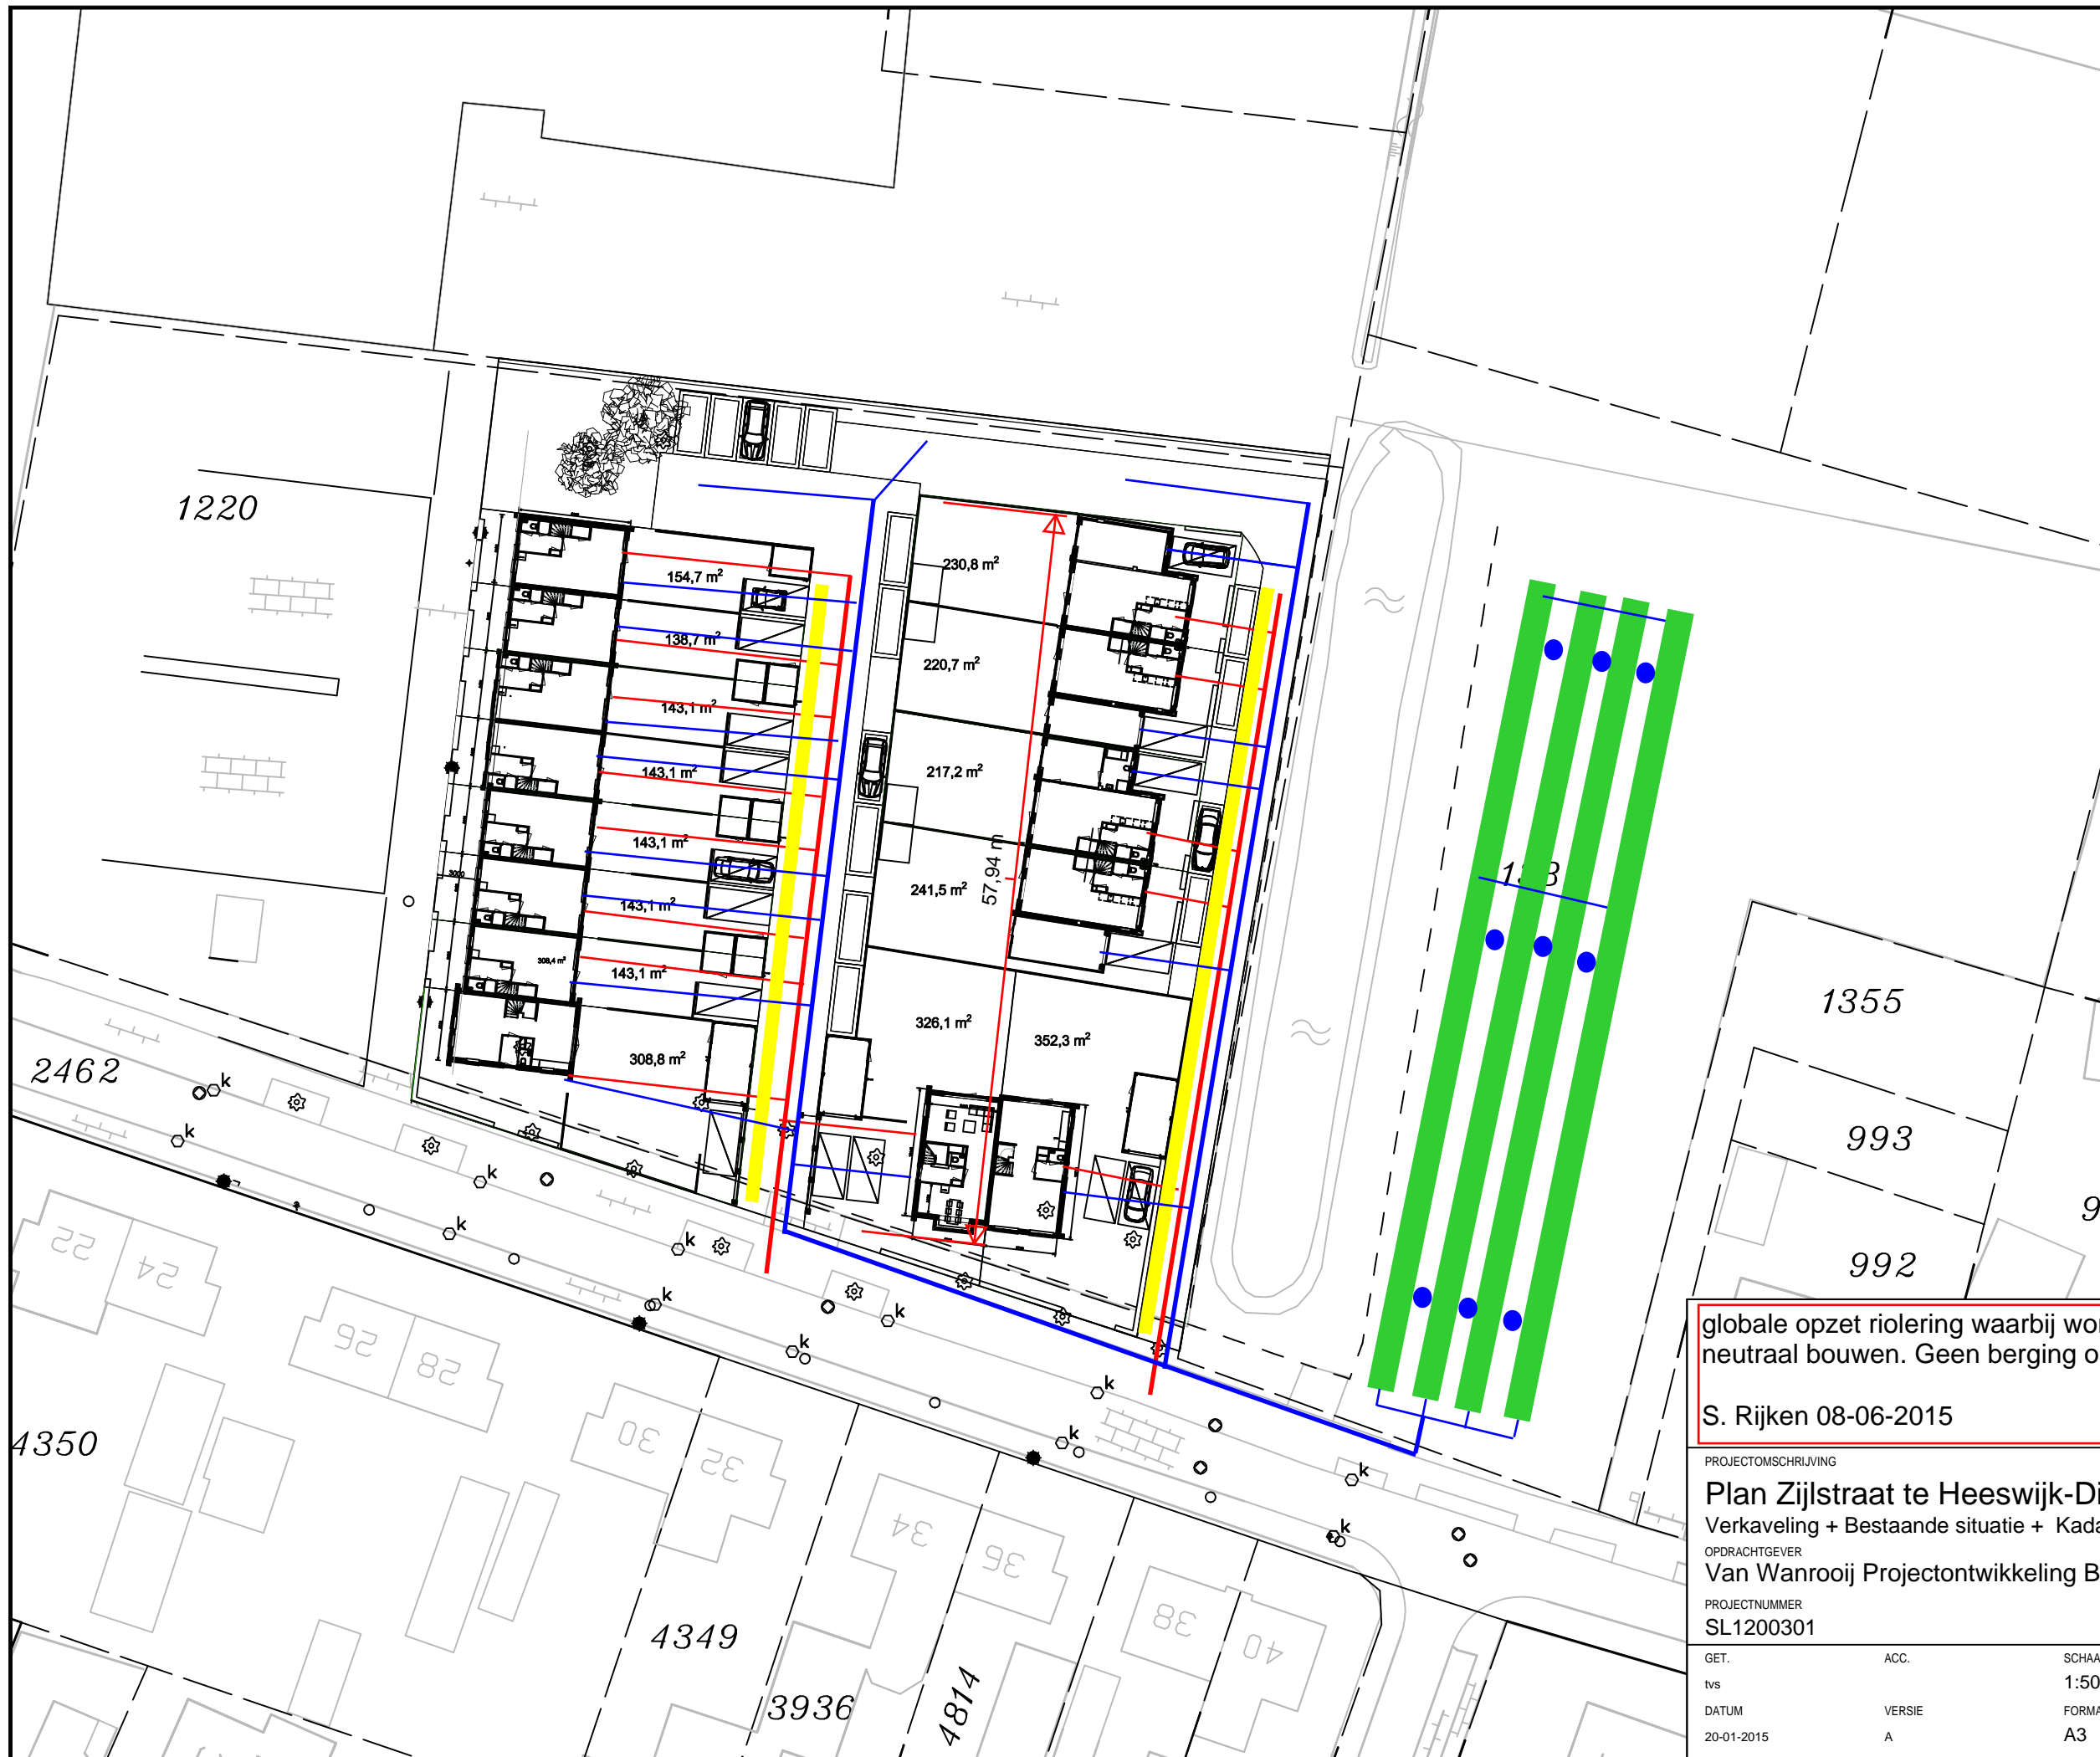 1220
154,7 m²
138,7 m²
143,1 m²
143,1 m²
143,1 m²
143,1 m²
143,1 m²
308,8 m²
3000
308,4 m²
230,8 m²
220,7 m²
217,2 m²
241,5 m²
57,94 m
326,1 m²
352,3 m²
1355
993
992
2462
k
k
k
k
k
k
k
k
k
k
k
k
22
24
26
28
30
32
34
36
38
40
4350
4349
3936
4814
globale opzet riolering waarbij
neutraal bouwen. Geen berging
S. Rijken 08-06-2015
PROJECTOMSCHRIJVING
Plan Zijlstraat te
Verkaveling + Bestaande situatie +
OPDRACHTGEVER
Van Wanrooij Projectontwikkeling
PROJECTNUMMER
SL1200301
GET.
ACC.
tvs
DATUM
VERSIE
20-01-2015
A
A3